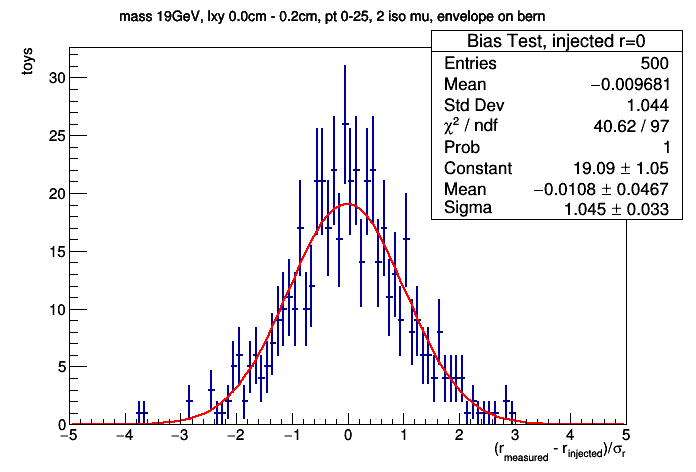 mass 19GeV, lxy 0.0cm - 0.2cm, pt 0-25, 2 iso mu, envelope on bern
Bias Test, injected r=0
Entries 500
Mean −0.009681
Std Dev 1.044
χ² / ndf 40.62 / 97
Prob 1
Constant 19.09 ± 1.05
Mean −0.0108 ± 0.0467
Sigma 1.045 ± 0.033
toys
30
25
20
15
10
5
0
−5 −4 −3 −2 −1 0 1 2 3 4 5
(r_measured - r_injected)/σ_r